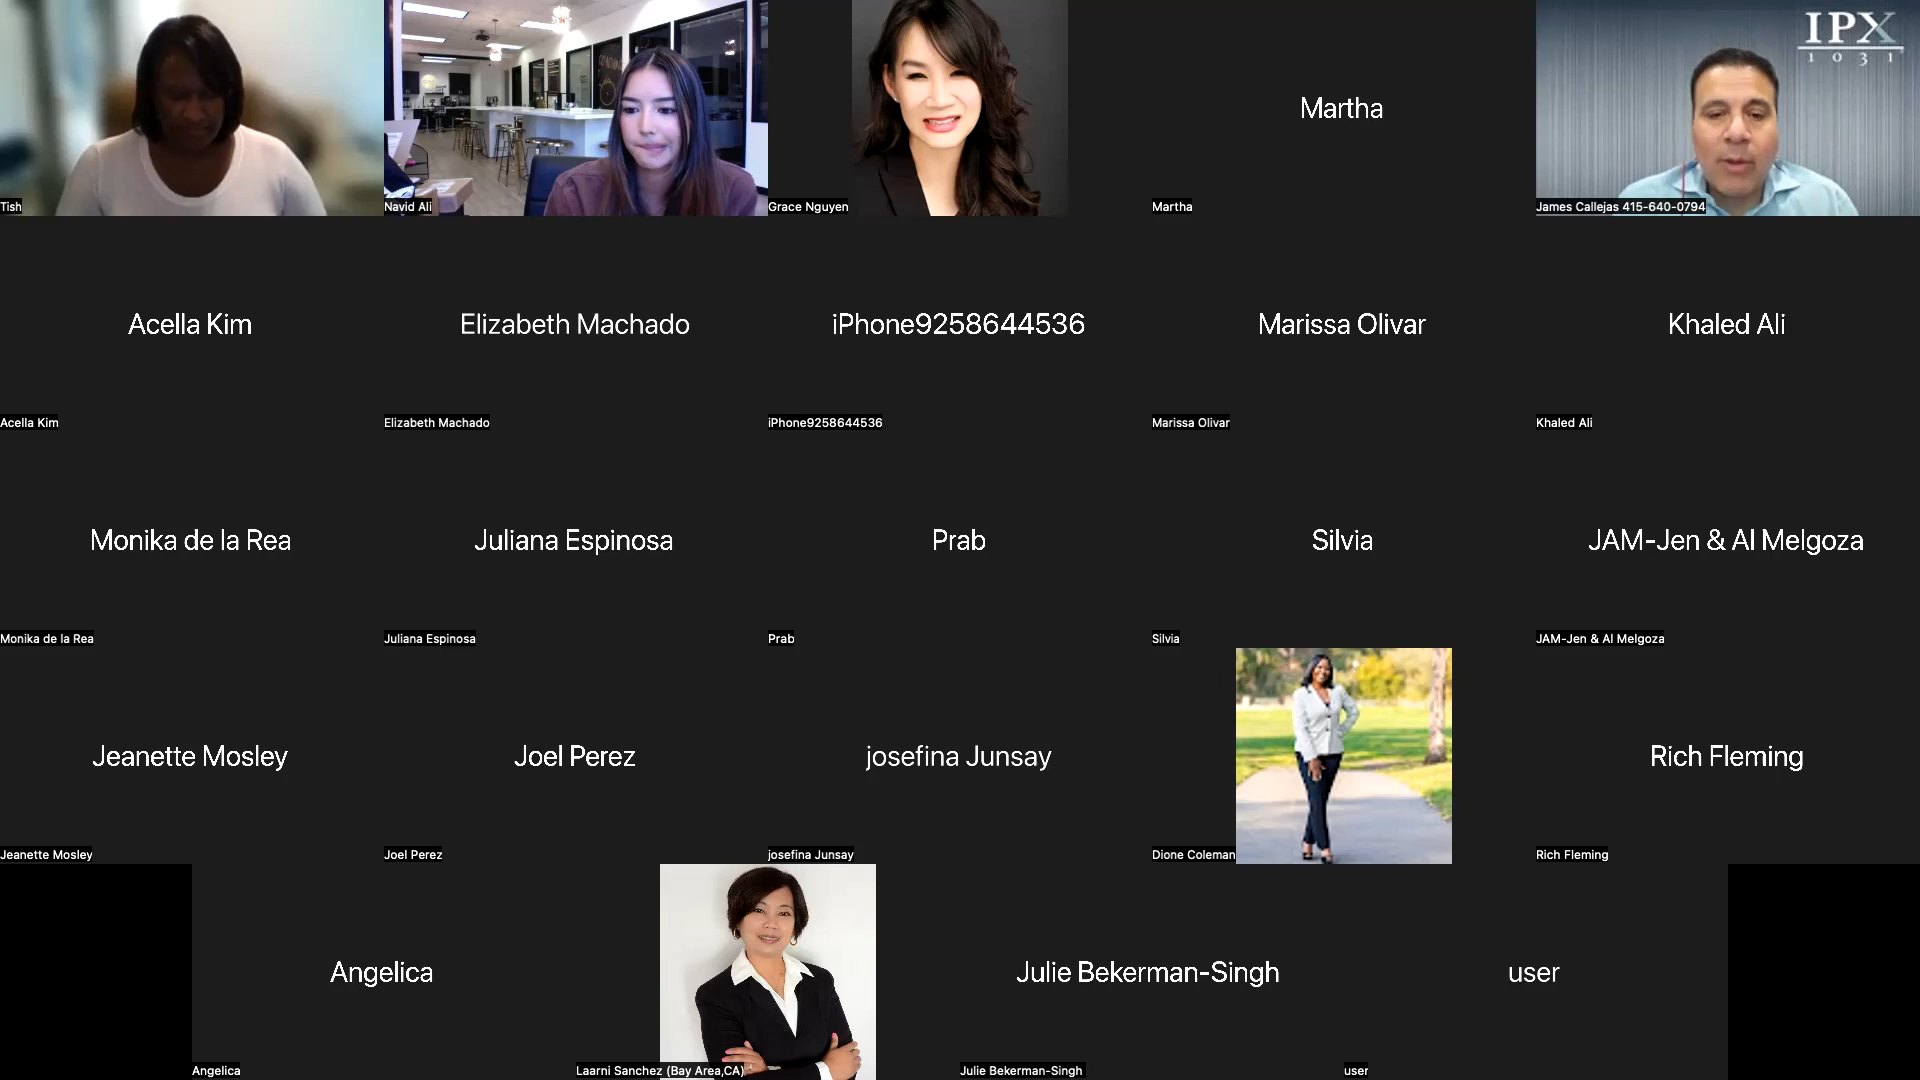 IPX
1031
Martha
Tish
Navid Ali
Grace Nguyen
Martha
James Callejas 415-640-0794
Acella Kim
Elizabeth Machado
iPhone9258644536
Marissa Olivar
Khaled Ali
Acella Kim
Elizabeth Machado
iPhone9258644536
Marissa Olivar
Khaled Ali
Monika de la Rea
Juliana Espinosa
Prab
Silvia
JAM-Jen & Al Melgoza
Monika de la Rea
Juliana Espinosa
Prab
Silvia
JAM-Jen & Al Melgoza
Jeanette Mosley
Joel Perez
josefina Junsay
Rich Fleming
Jeanette Mosley
Joel Perez
josefina Junsay
Dione Coleman
Rich Fleming
Angelica
Julie Bekerman-Singh
user
Angelica
Laarni Sanchez (Bay Area,CA)
Julie Bekerman-Singh
user